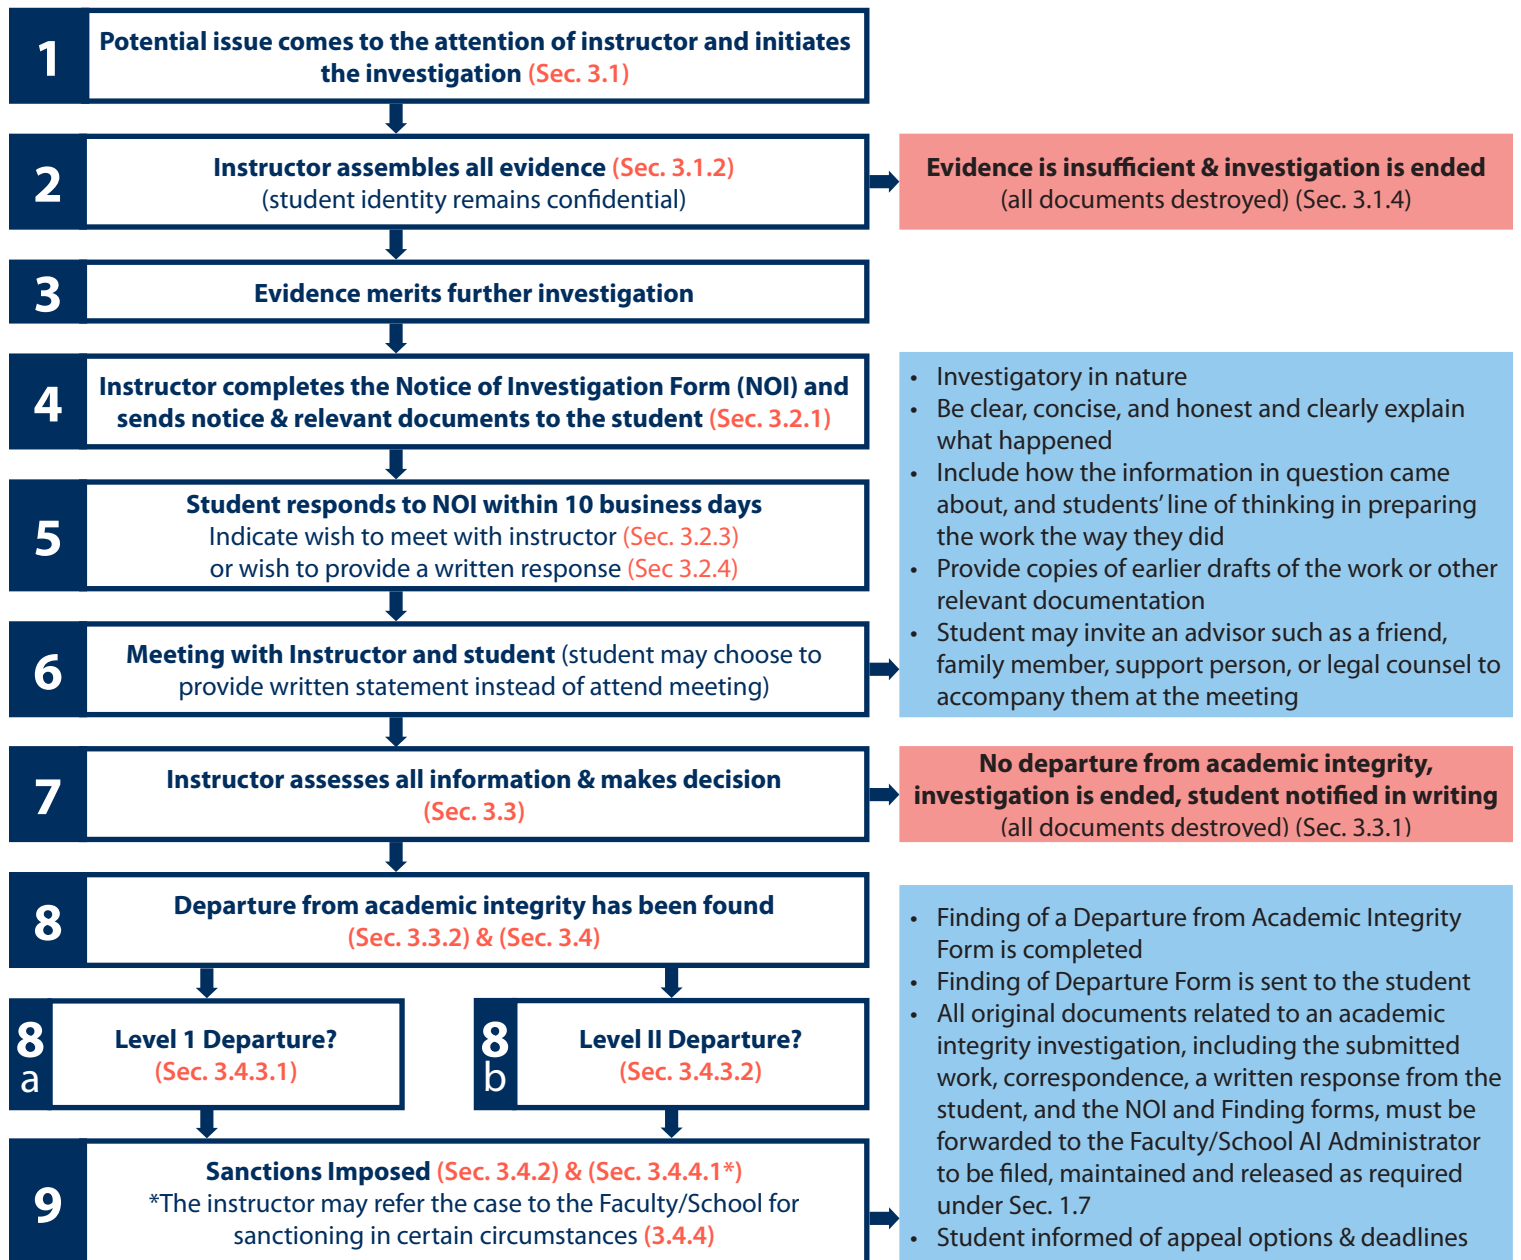 1
Potential issue comes to the attention of instructor and initiates
the investigation (Sec. 3.1)
2
Instructor assembles all evidence (Sec. 3.1.2)
(student identity remains confidential)
Evidence is insufficient & investigation is ended
(all documents destroyed) (Sec. 3.1.4)
3
Evidence merits further investigation
4
Instructor completes the Notice of Investigation Form (NOI) and
sends notice & relevant documents to the student (Sec. 3.2.1)
5
Student responds to NOI within 10 business days
Indicate wish to meet with instructor (Sec. 3.2.3)
or wish to provide a written response (Sec 3.2.4)
6
Meeting with Instructor and student (student may choose to
provide written statement instead of attend meeting)
• Investigatory in nature
• Be clear, concise, and honest and clearly explain
what happened
• Include how the information in question came
about, and students' line of thinking in preparing
the work the way they did
• Provide copies of earlier drafts of the work or other
relevant documentation
• Student may invite an advisor such as a friend,
family member, support person, or legal counsel to
accompany them at the meeting
7
Instructor assesses all information & makes decision
(Sec. 3.3)
No departure from academic integrity,
investigation is ended, student notified in writing
(all documents destroyed) (Sec. 3.3.1)
8
Departure from academic integrity has been found
(Sec. 3.3.2) & (Sec. 3.4)
8
a
Level 1 Departure?
(Sec. 3.4.3.1)
8
b
Level II Departure?
(Sec. 3.4.3.2)
9
Sanctions Imposed (Sec. 3.4.2) & (Sec. 3.4.4.1*)
*The instructor may refer the case to the Faculty/School for
sanctioning in certain circumstances (3.4.4)
• Finding of a Departure from Academic Integrity
Form is completed
• Finding of Departure Form is sent to the student
• All original documents related to an academic
integrity investigation, including the submitted
work, correspondence, a written response from the
student, and the NOI and Finding forms, must be
forwarded to the Faculty/School AI Administrator
to be filed, maintained and released as required
under Sec. 1.7
• Student informed of appeal options & deadlines